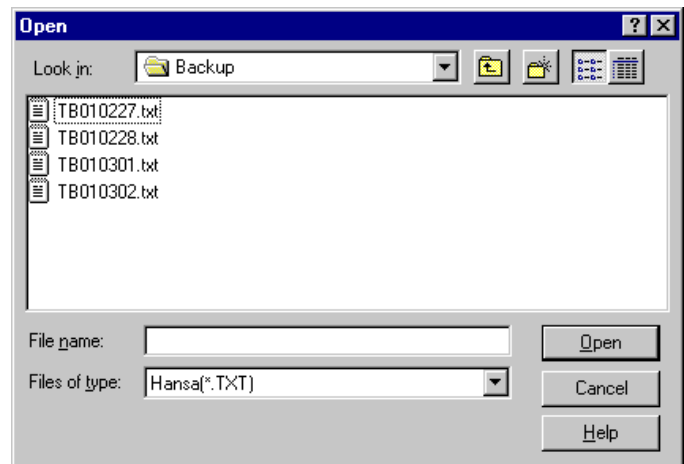 Open
Look in: Backup
TB010227.txt
TB010228.txt
TB010301.txt
TB010302.txt
File name: Open
Files of type: Hansa(*.TXT) Cancel
Help